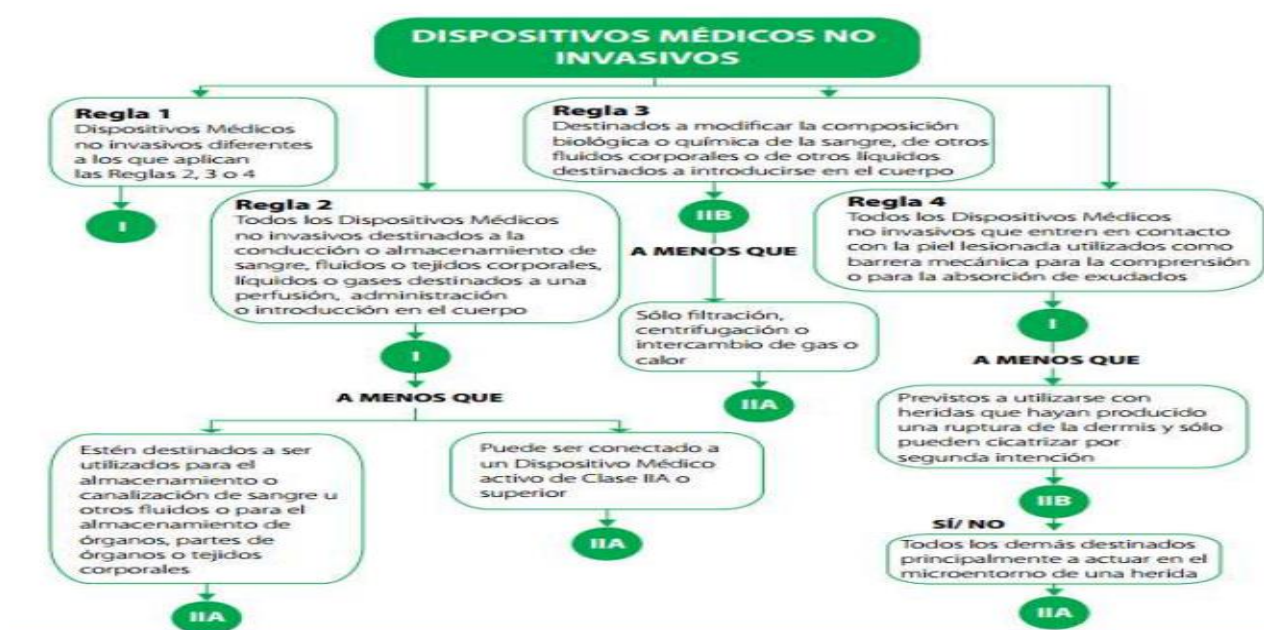 DISPOSITIVOS MÉDICOS NO
INVASIVOS
Regla 1
Dispositivos Médicos
no invasivos diferentes
a los que aplican
las Reglas 2, 3 o 4
I
Regla 2
Todos los Dispositivos Médicos
no invasivos destinados a la
conducción o almacenamiento de
sangre, fluidos o tejidos corporales,
líquidos o gases destinados a una
perfusión, administración
o introducción en el cuerpo
I
A MENOS QUE
Estén destinados a ser
utilizados para el
almacenamiento o
canalización de sangre u
otros fluidos o para el
almacenamiento de
órganos, partes de
órganos o tejidos
corporales
IIA
Puede ser conectado a
un Dispositivo Médico
activo de Clase IIA o
superior
IIA
Regla 3
Destinados a modificar la composición
biológica o química de la sangre, de otros
fluidos corporales o de otros líquidos
destinados a introducirse en el cuerpo
IIB
A MENOS QUE
Sólo filtración,
centrifugación o
intercambio de gas o
calor
IIA
Regla 4
Todos los Dispositivos Médicos
no invasivos que entren en contacto
con la piel lesionada utilizados como
barrera mecánica para la comprensión
o para la absorción de exudados
I
A MENOS QUE
Previstos a utilizarse con
heridas que hayan producido
una ruptura de la dermis y sólo
pueden cicatrizar por
segunda intención
IIB
SÍ/ NO
Todos los demás destinados
principalmente a actuar en el
microentorno de una herida
IIA